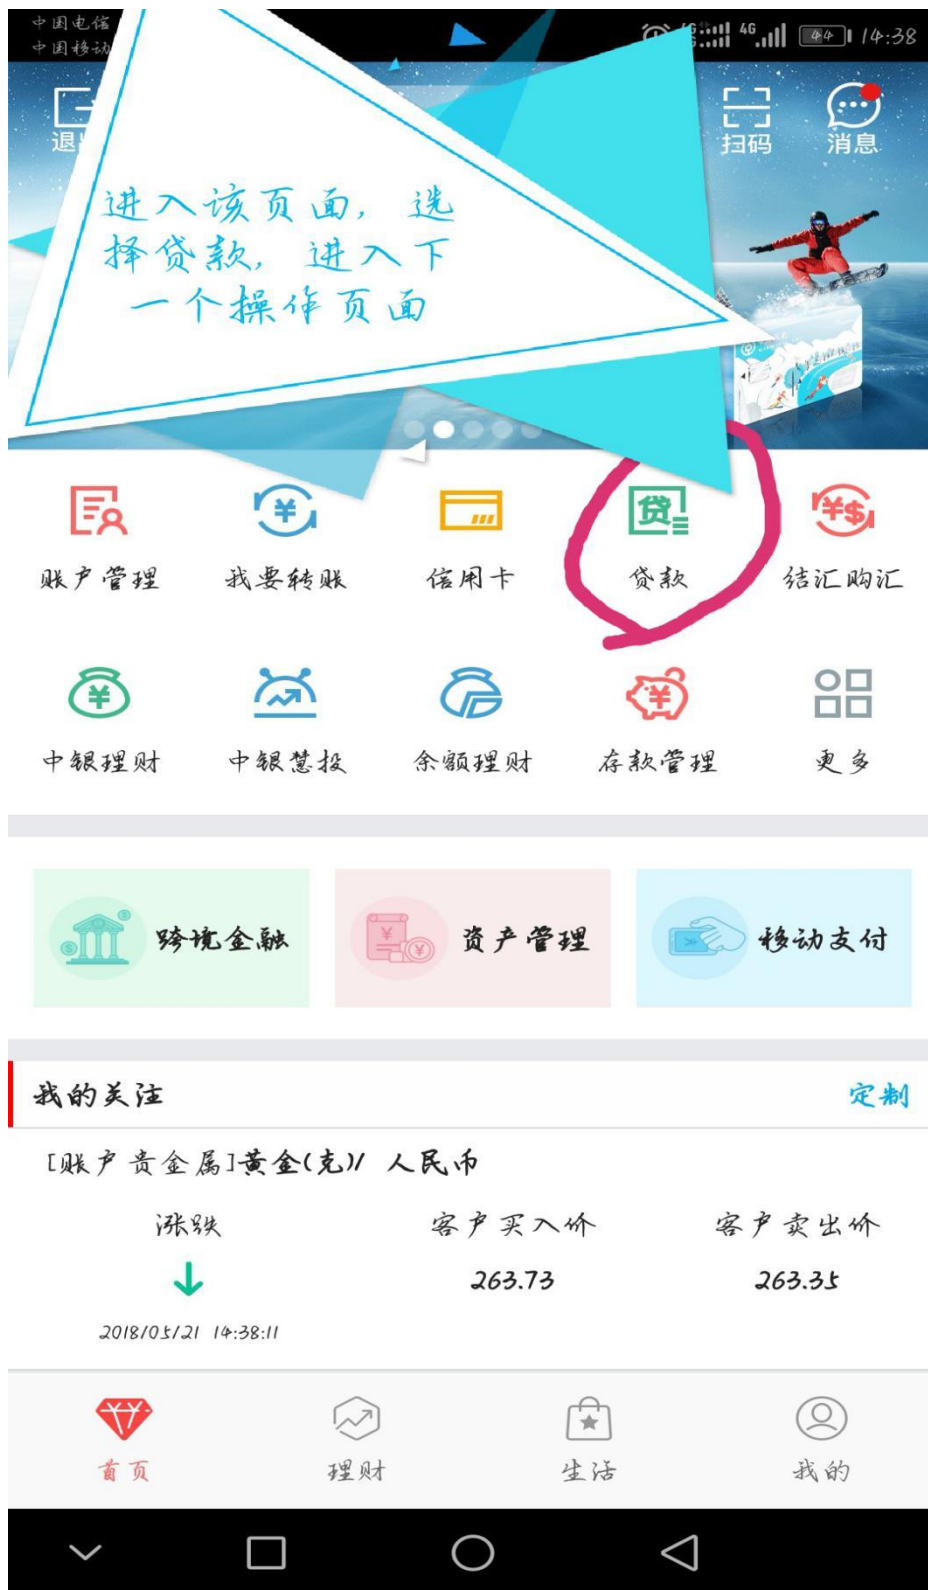 中国电信
中国移动
4G 4G 44 14:38
扫码 消息
进入该页面，选
择贷款，进入下
一个操作页面
账户管理 我要转账 信用卡 贷款 结汇购汇
中银理财 中银慧投 余额理财 存款管理 更多
跨境金融 资产管理 移动支付
我的关注 定制
[账户贵金属]黄金(克)/ 人民币
涨跌 客户买入价 客户卖出价
263.73 263.35
2018/05/21 14:38:11
首页 理财 生活 我的